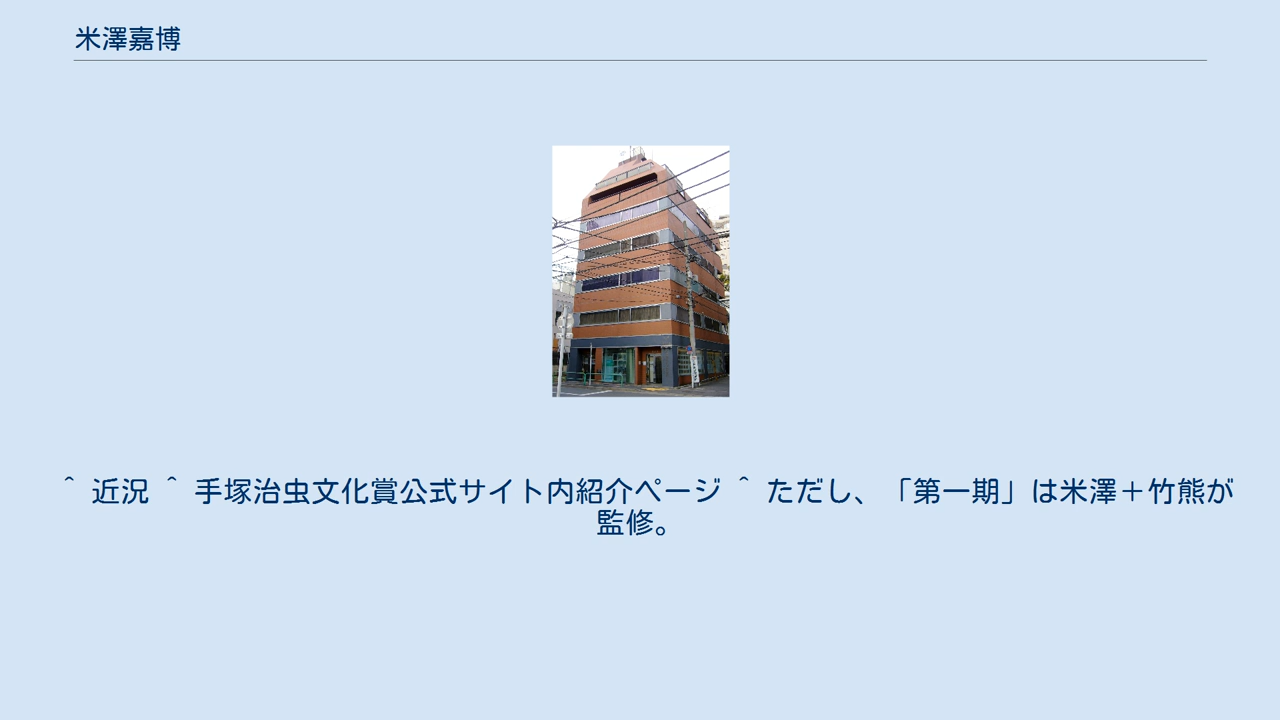 米澤嘉博
^ 近況 ^ 手塚治虫文化賞公式サイト内紹介ページ ^ ただし、「第一期」は米澤＋竹熊が
監修。